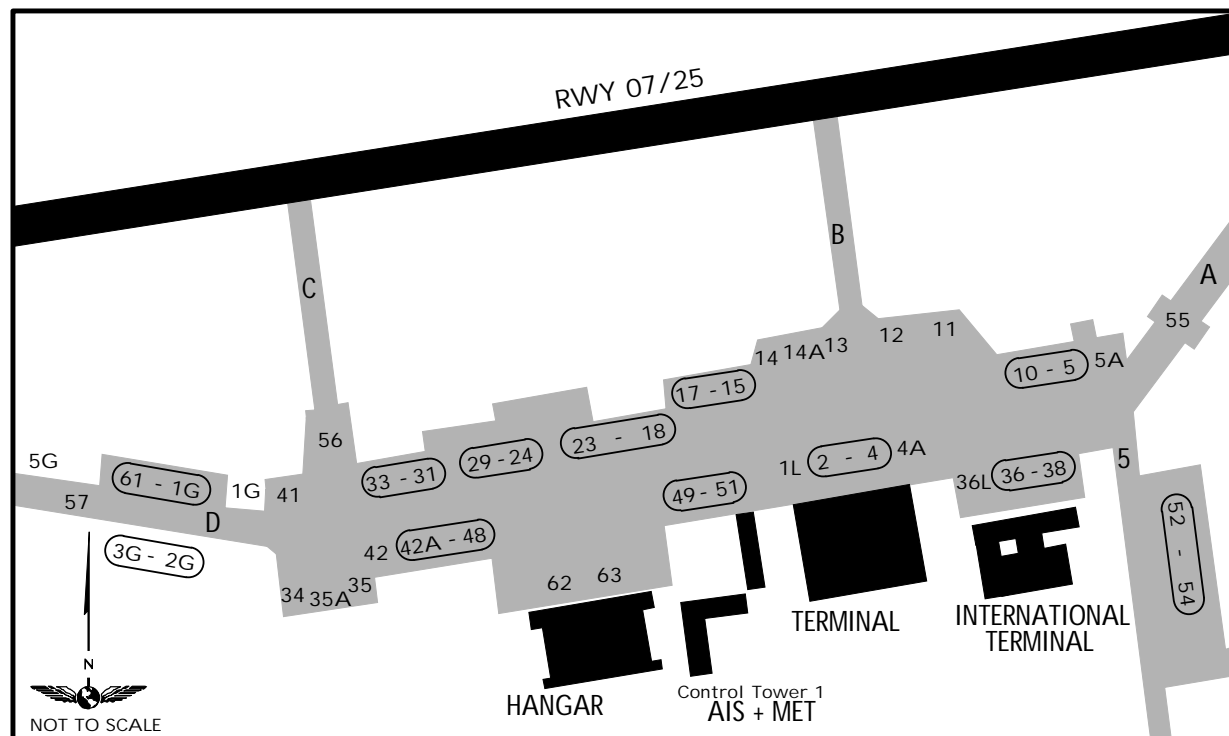 RWY 07/25
B
A
C
55
11
12
13
14A
14
10 - 5
5A
17 - 15
56
23 - 18
29 - 24
33 - 31
5G
61 - 1G
1G
41
57
D
1L
2 - 4
4A
5
36L
36 - 38
49 - 51
52 - 54
3G - 2G
42
42A - 48
34
35A
35
62
63
TERMINAL
INTERNATIONAL
TERMINAL
HANGAR
Control Tower 1
AIS + MET
N
NOT TO SCALE